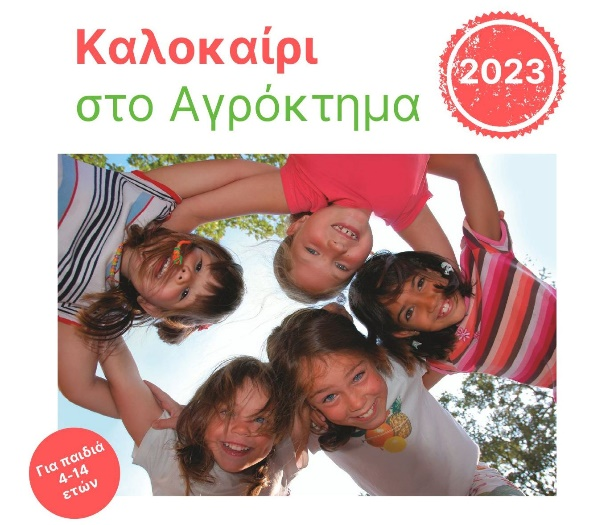 Καλοκαίρι
στο Αγρόκτημα
2023
Για παιδιά
4-14
ετών